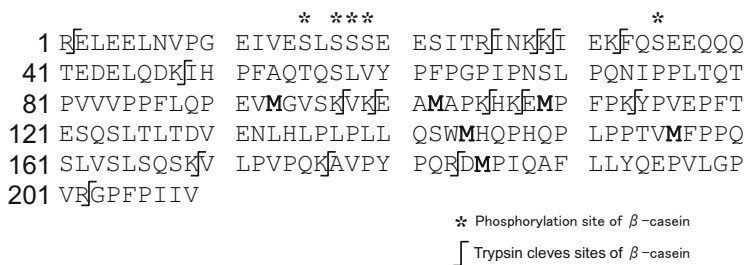 * *** *
1 RELEELNVPG EIVESLSSSE ESITRINKKI EKFQSEEQQQ
41 TEDELQDKIH PFAQTQSLVY PFPGPIPNSL PQNIPPLTQT
81 PVVVPPFLQP EVMGVSKVKE AMAPKHKEMP FPKYPVEPFT
121 ESQSLTLTDV ENLHLPLPLL QSWMHQPHQP LPPTVMFPPQ
161 SLVSLSQSKV LPVPQKAVPY PQRDMPIQAF LLYQEPVLGP
201 VRGPFPIIV
* Phosphorylation site of β-casein
⌠ Trypsin cleves sites of β-casein